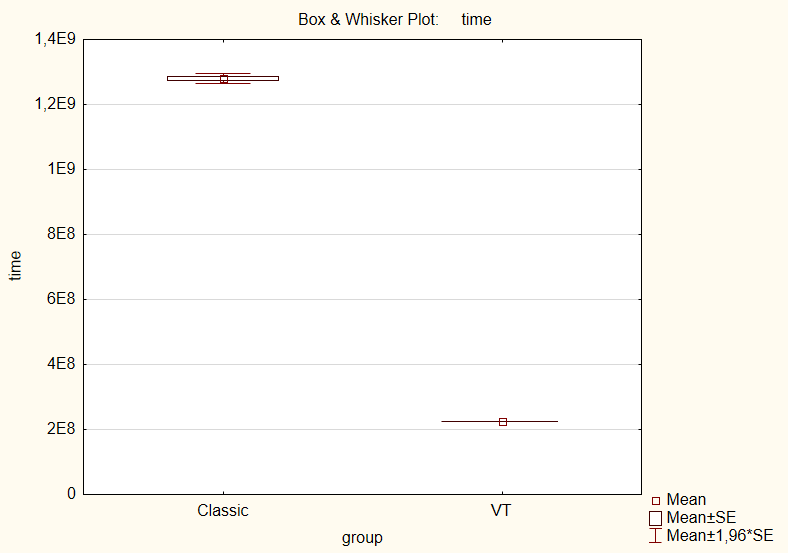 Box & Whisker Plot: time
1,4E9
1,2E9
1E9
8E8
6E8
4E8
2E8
0
time
Classic
VT
group
Mean
Mean±SE
Mean±1,96*SE